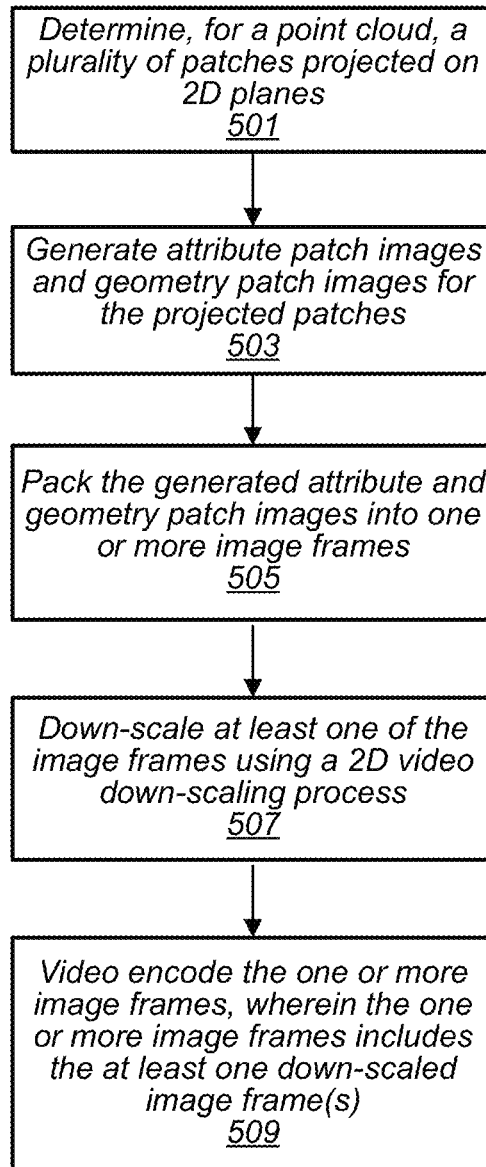 Determine, for a point cloud, a
plurality of patches projected on
2D planes
501
Generate attribute patch images
and geometry patch images for
the projected patches
503
Pack the generated attribute and
geometry patch images into one
or more image frames
505
Down-scale at least one of the
image frames using a 2D video
down-scaling process
507
Video encode the one or more
image frames, wherein the one
or more image frames includes
the at least one down-scaled
image frame(s)
509